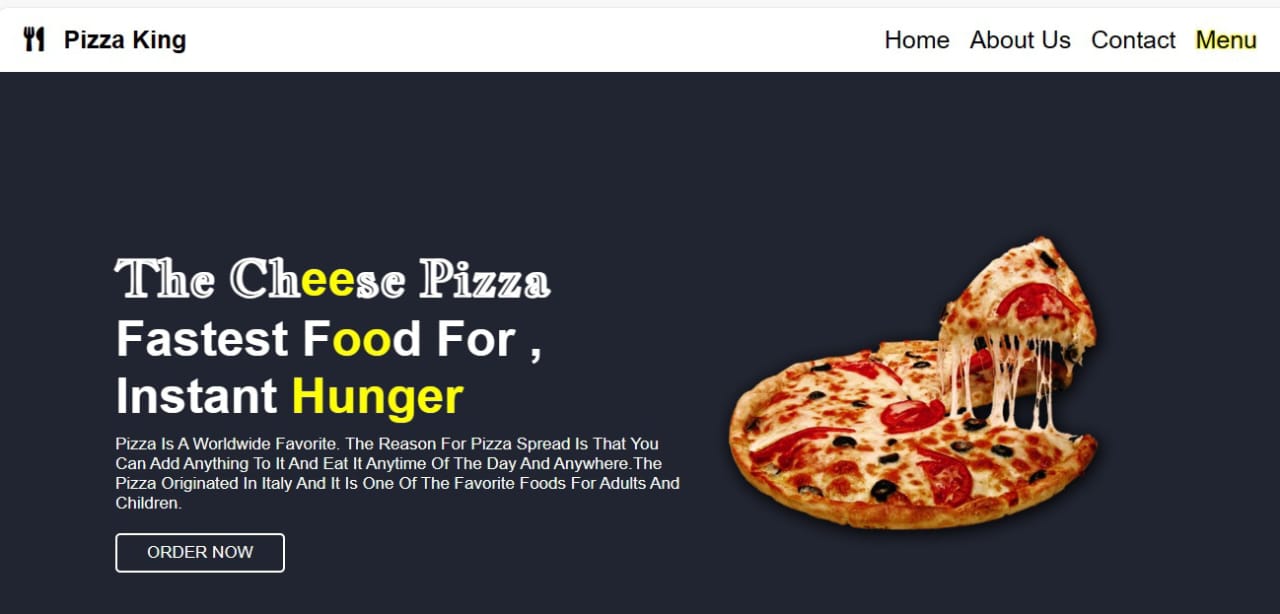 Pizza King
Home About Us Contact Menu
The Cheese Pizza
Fastest Food For ,
Instant Hunger
Pizza Is A Worldwide Favorite. The Reason For Pizza Spread Is That You
Can Add Anything To It And Eat It Anytime Of The Day And Anywhere.The
Pizza Originated In Italy And It Is One Of The Favorite Foods For Adults And
Children.
ORDER NOW